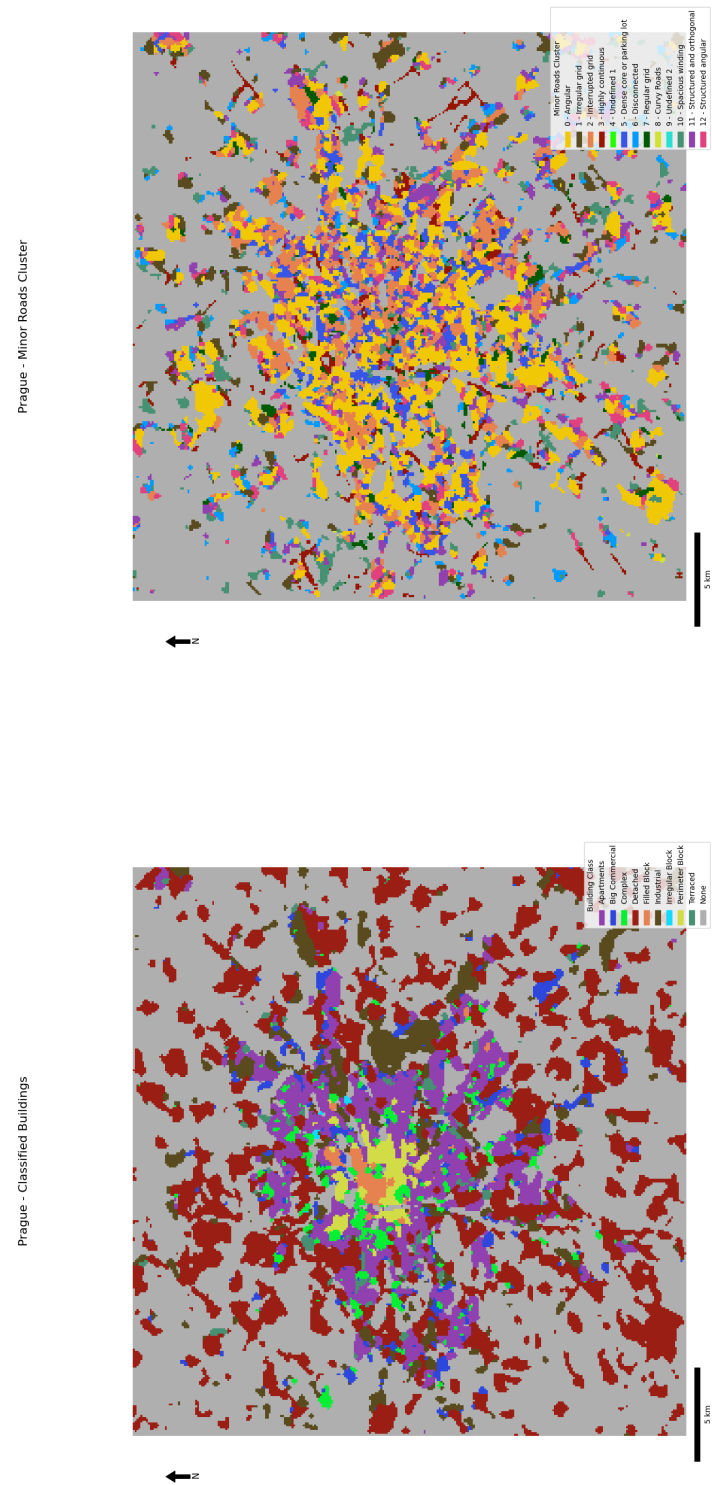 Prague - Classified Buildings
Building Class
Apartments
Big Commercial
Complex
Detached
Filled Block
Industrial
Irregular Block
Perimeter Block
Terraced
None
5 km
N
Prague - Minor Roads Cluster
Minor Roads Cluster
0 - Angular
1 - Irregular grid
2 - Interrupted grid
3 - Highly continuous
4 - Undefined 1
5 - Dense core or parking lot
6 - Disconnected
7 - Regular grid
8 - Curvy Roads
9 - Undefined 2
10 - Spacious winding
11 - Structured and orthogonal
12 - Structured angular
5 km
N